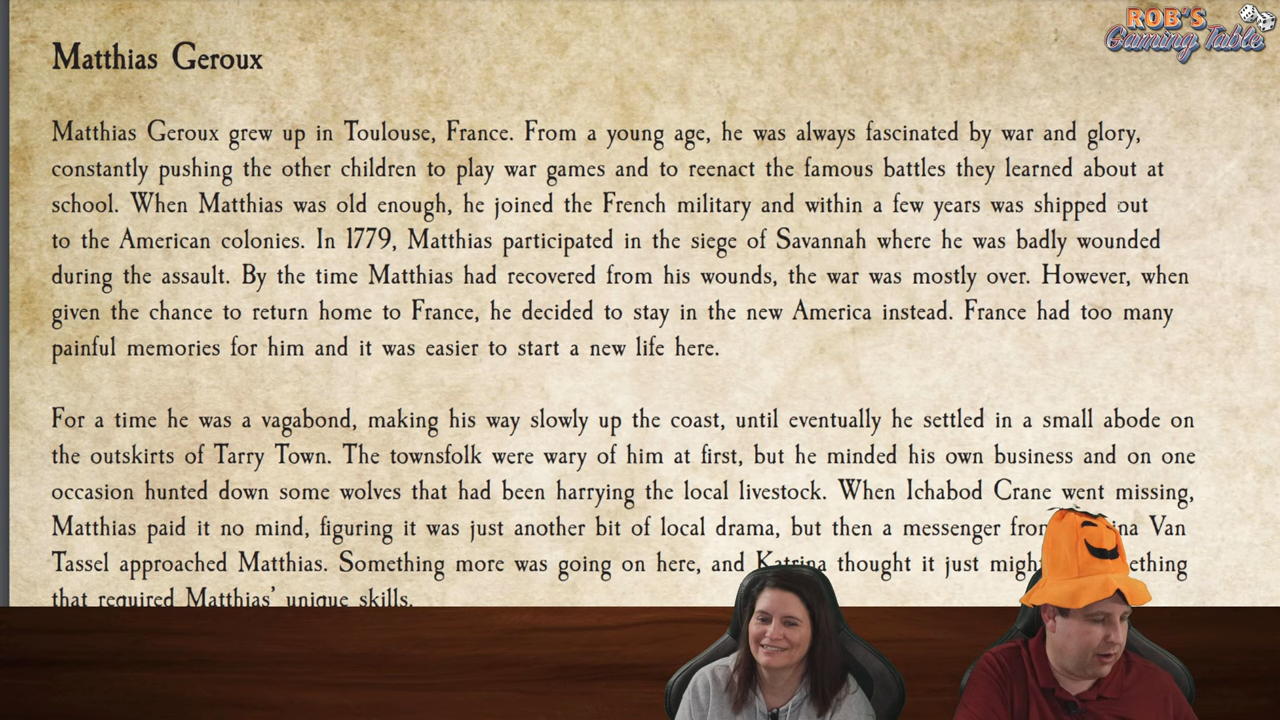 ROB'S
Gaming Table
Matthias Geroux
Matthias Geroux grew up in Toulouse, France. From a young age, he was always fascinated by war and glory,
constantly pushing the other children to play war games and to reenact the famous battles they learned about at
school. When Matthias was old enough, he joined the French military and within a few years was shipped out
to the American colonies. In 1779, Matthias participated in the siege of Savannah where he was badly wounded
during the assault. By the time Matthias had recovered from his wounds, the war was mostly over. However, when
given the chance to return home to France, he decided to stay in the new America instead. France had too many
painful memories for him and it was easier to start a new life here.
For a time he was a vagabond, making his way slowly up the coast, until eventually he settled in a small abode on
the outskirts of Tarry Town. The townsfolk were wary of him at first, but he minded his own business and on one
occasion hunted down some wolves that had been harrying the local livestock. When Ichabod Crane went missing,
Matthias paid it no mind, figuring it was just another bit of local drama, but then a messenger Van
Tassel approached Matthias. Something more was going on here, and Katrina thought it just
that required Matthias' unique skills.